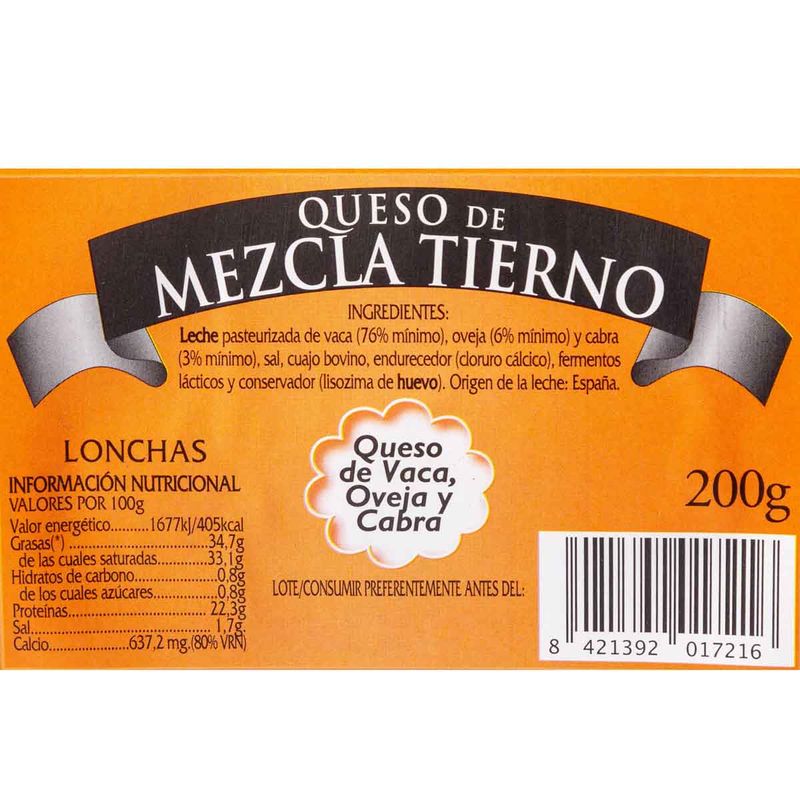 QUESO DE
MEZCLA TIERNO
INGREDIENTES:
Leche pasteurizada de vaca (76% mínimo), oveja (6% mínimo) y cabra
(3% mínimo), sal, cuajo bovino, endurecedor (cloruro cálcico), fermentos
lácticos y conservador (lisozima de huevo). Origen de la leche: España.
LONCHAS
INFORMACIÓN NUTRICIONAL
VALORES POR 100g
Valor energético..........1677kJ/405kcal
Grasas(*)..........................34,7g
de las cuales saturadas.......33,1g
Hidratos de carbono..............0,8g
de los cuales azúcares..........0,8g
Proteínas..........................22,3g
Sal....................................1,7g
Calcio................637,2 mg.(80% VRN)
Queso
de Vaca,
Oveja y
Cabra
LOTE/CONSUMIR PREFERENTEMENTE ANTES DEL:
200g
8 421392 017216